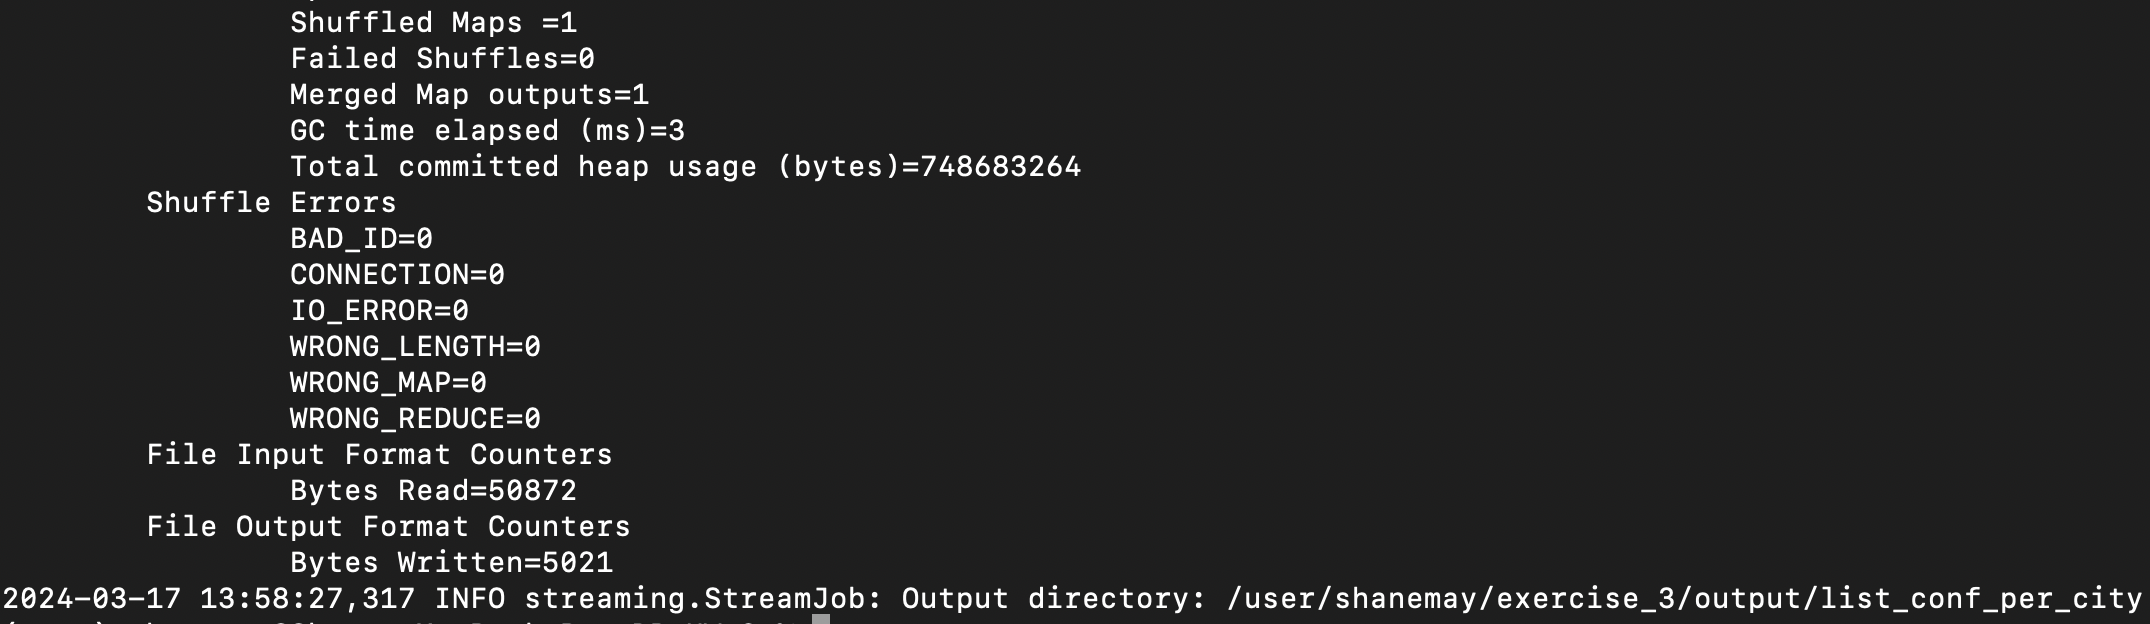 Shuffled Maps =1
Failed Shuffles=0
Merged Map outputs=1
GC time elapsed (ms)=3
Total committed heap usage (bytes)=748683264
Shuffle Errors
BAD_ID=0
CONNECTION=0
IO_ERROR=0
WRONG_LENGTH=0
WRONG_MAP=0
WRONG_REDUCE=0
File Input Format Counters
Bytes Read=50872
File Output Format Counters
Bytes Written=5021
2024-03-17 13:58:27,317 INFO streaming.StreamJob: Output directory: /user/shanemay/exercise_3/output/list_conf_per_city